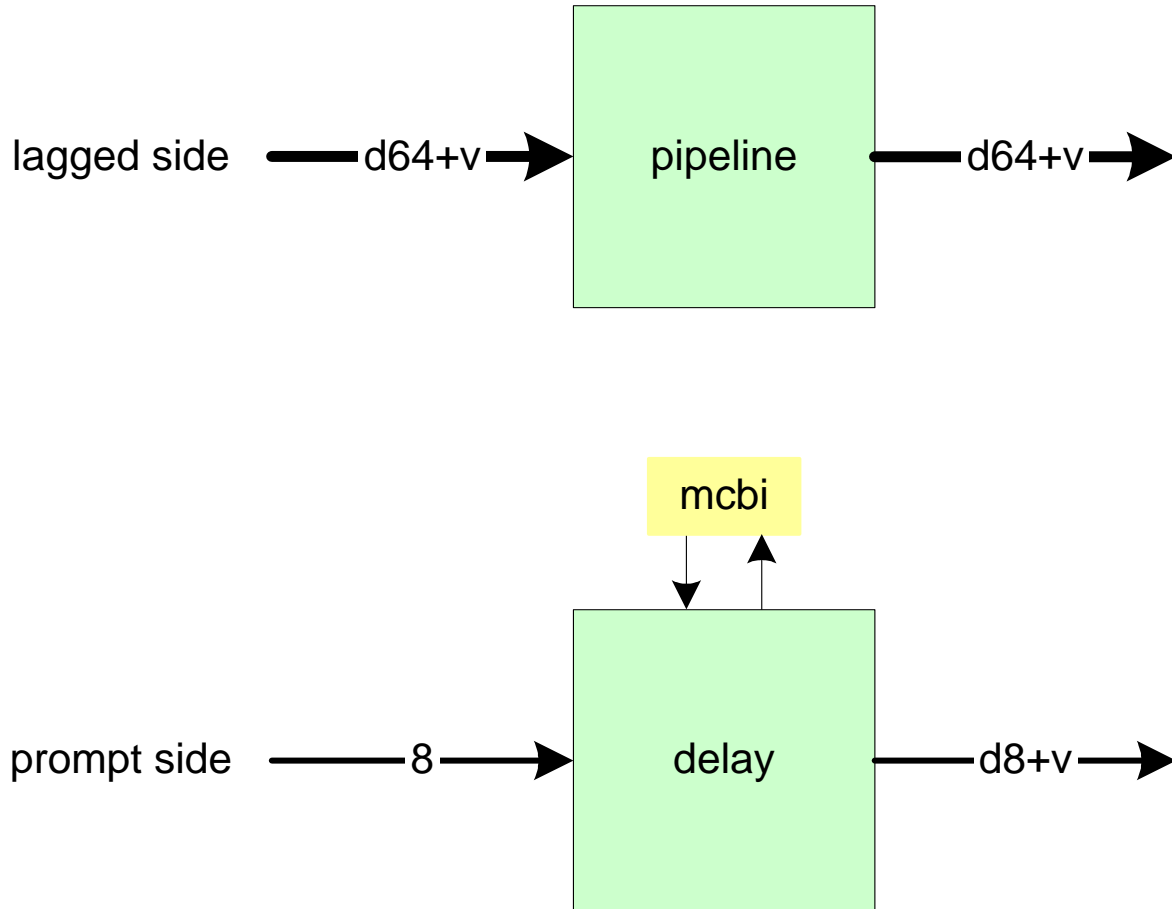 lagged side
d64+v
pipeline
d64+v
mcbi
prompt side
8
delay
d8+v